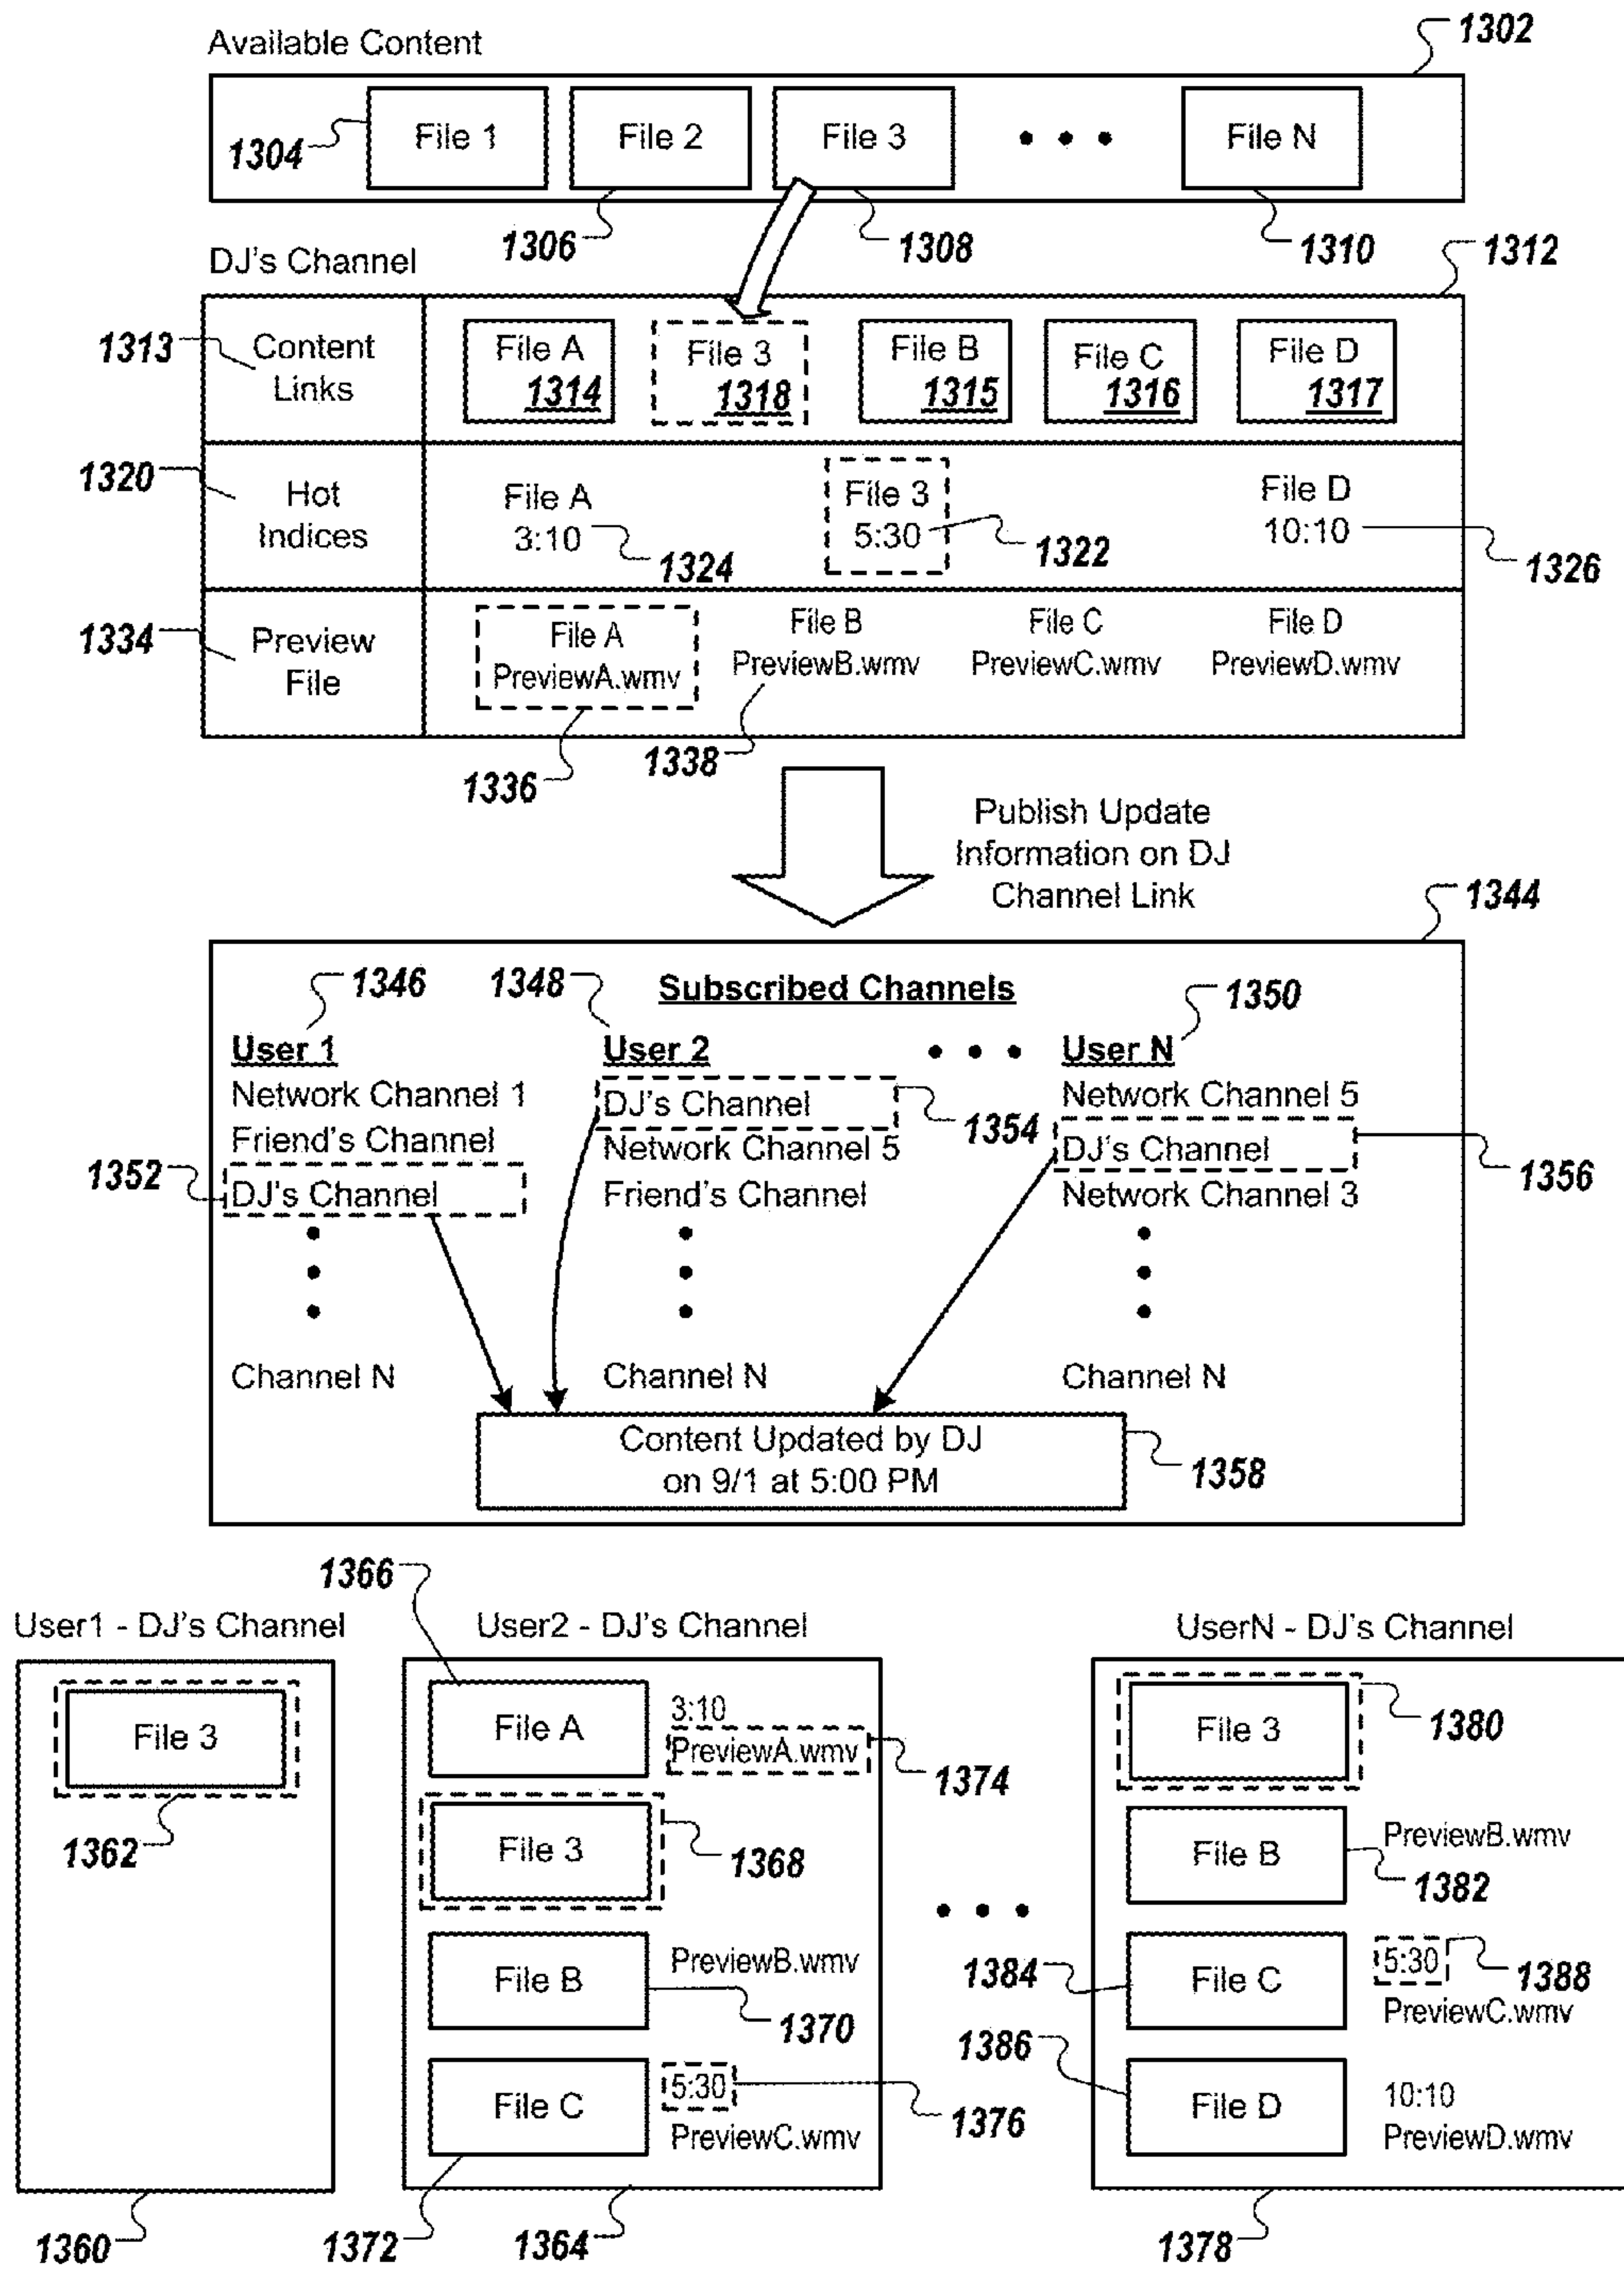 Available Content
1302
1304
File 1
File 2
File 3
• • •
File N
1306
1308
1310
DJ's Channel
1312
1313
Content
Links
File A
1314
File 3
1318
File B
1315
File C
1316
File D
1317
1320
Hot
Indices
File A
3:10
1324
File 3
5:30
1322
File D
10:10
1326
1334
Preview
File
File A
PreviewA.wmv
File B
PreviewB.wmv
File C
PreviewC.wmv
File D
PreviewD.wmv
1336
1338
Publish Update
Information on DJ
Channel Link
1344
Subscribed Channels
1346
User 1
Network Channel 1
Friend's Channel
1352
DJ's Channel
Channel N
1348
User 2
DJ's Channel
1354
Network Channel 5
Friend's Channel
Channel N
• • •
1350
User N
Network Channel 5
DJ's Channel
1356
Network Channel 3
Channel N
Content Updated by DJ
on 9/1 at 5:00 PM
1358
User1 - DJ's Channel
File 3
1362
1360
1366
User2 - DJ's Channel
File A
3:10
PreviewA.wmv
1374
File 3
1368
File B
PreviewB.wmv
1370
File C
5:30
1376
PreviewC.wmv
1372
1364
• • •
UserN - DJ's Channel
File 3
1380
File B
PreviewB.wmv
1382
1384
File C
5:30
1388
PreviewC.wmv
1386
File D
10:10
PreviewD.wmv
1378